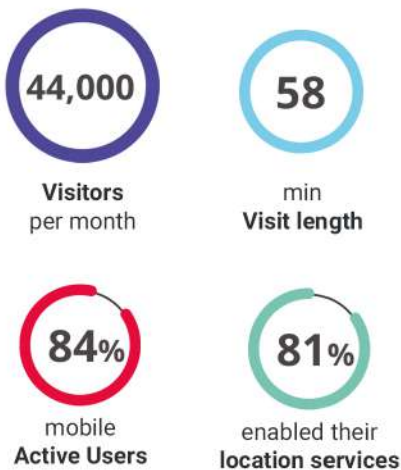 44,000
Visitors
per month
58
min
Visit length
84%
mobile
Active Users
81%
enabled their
location services